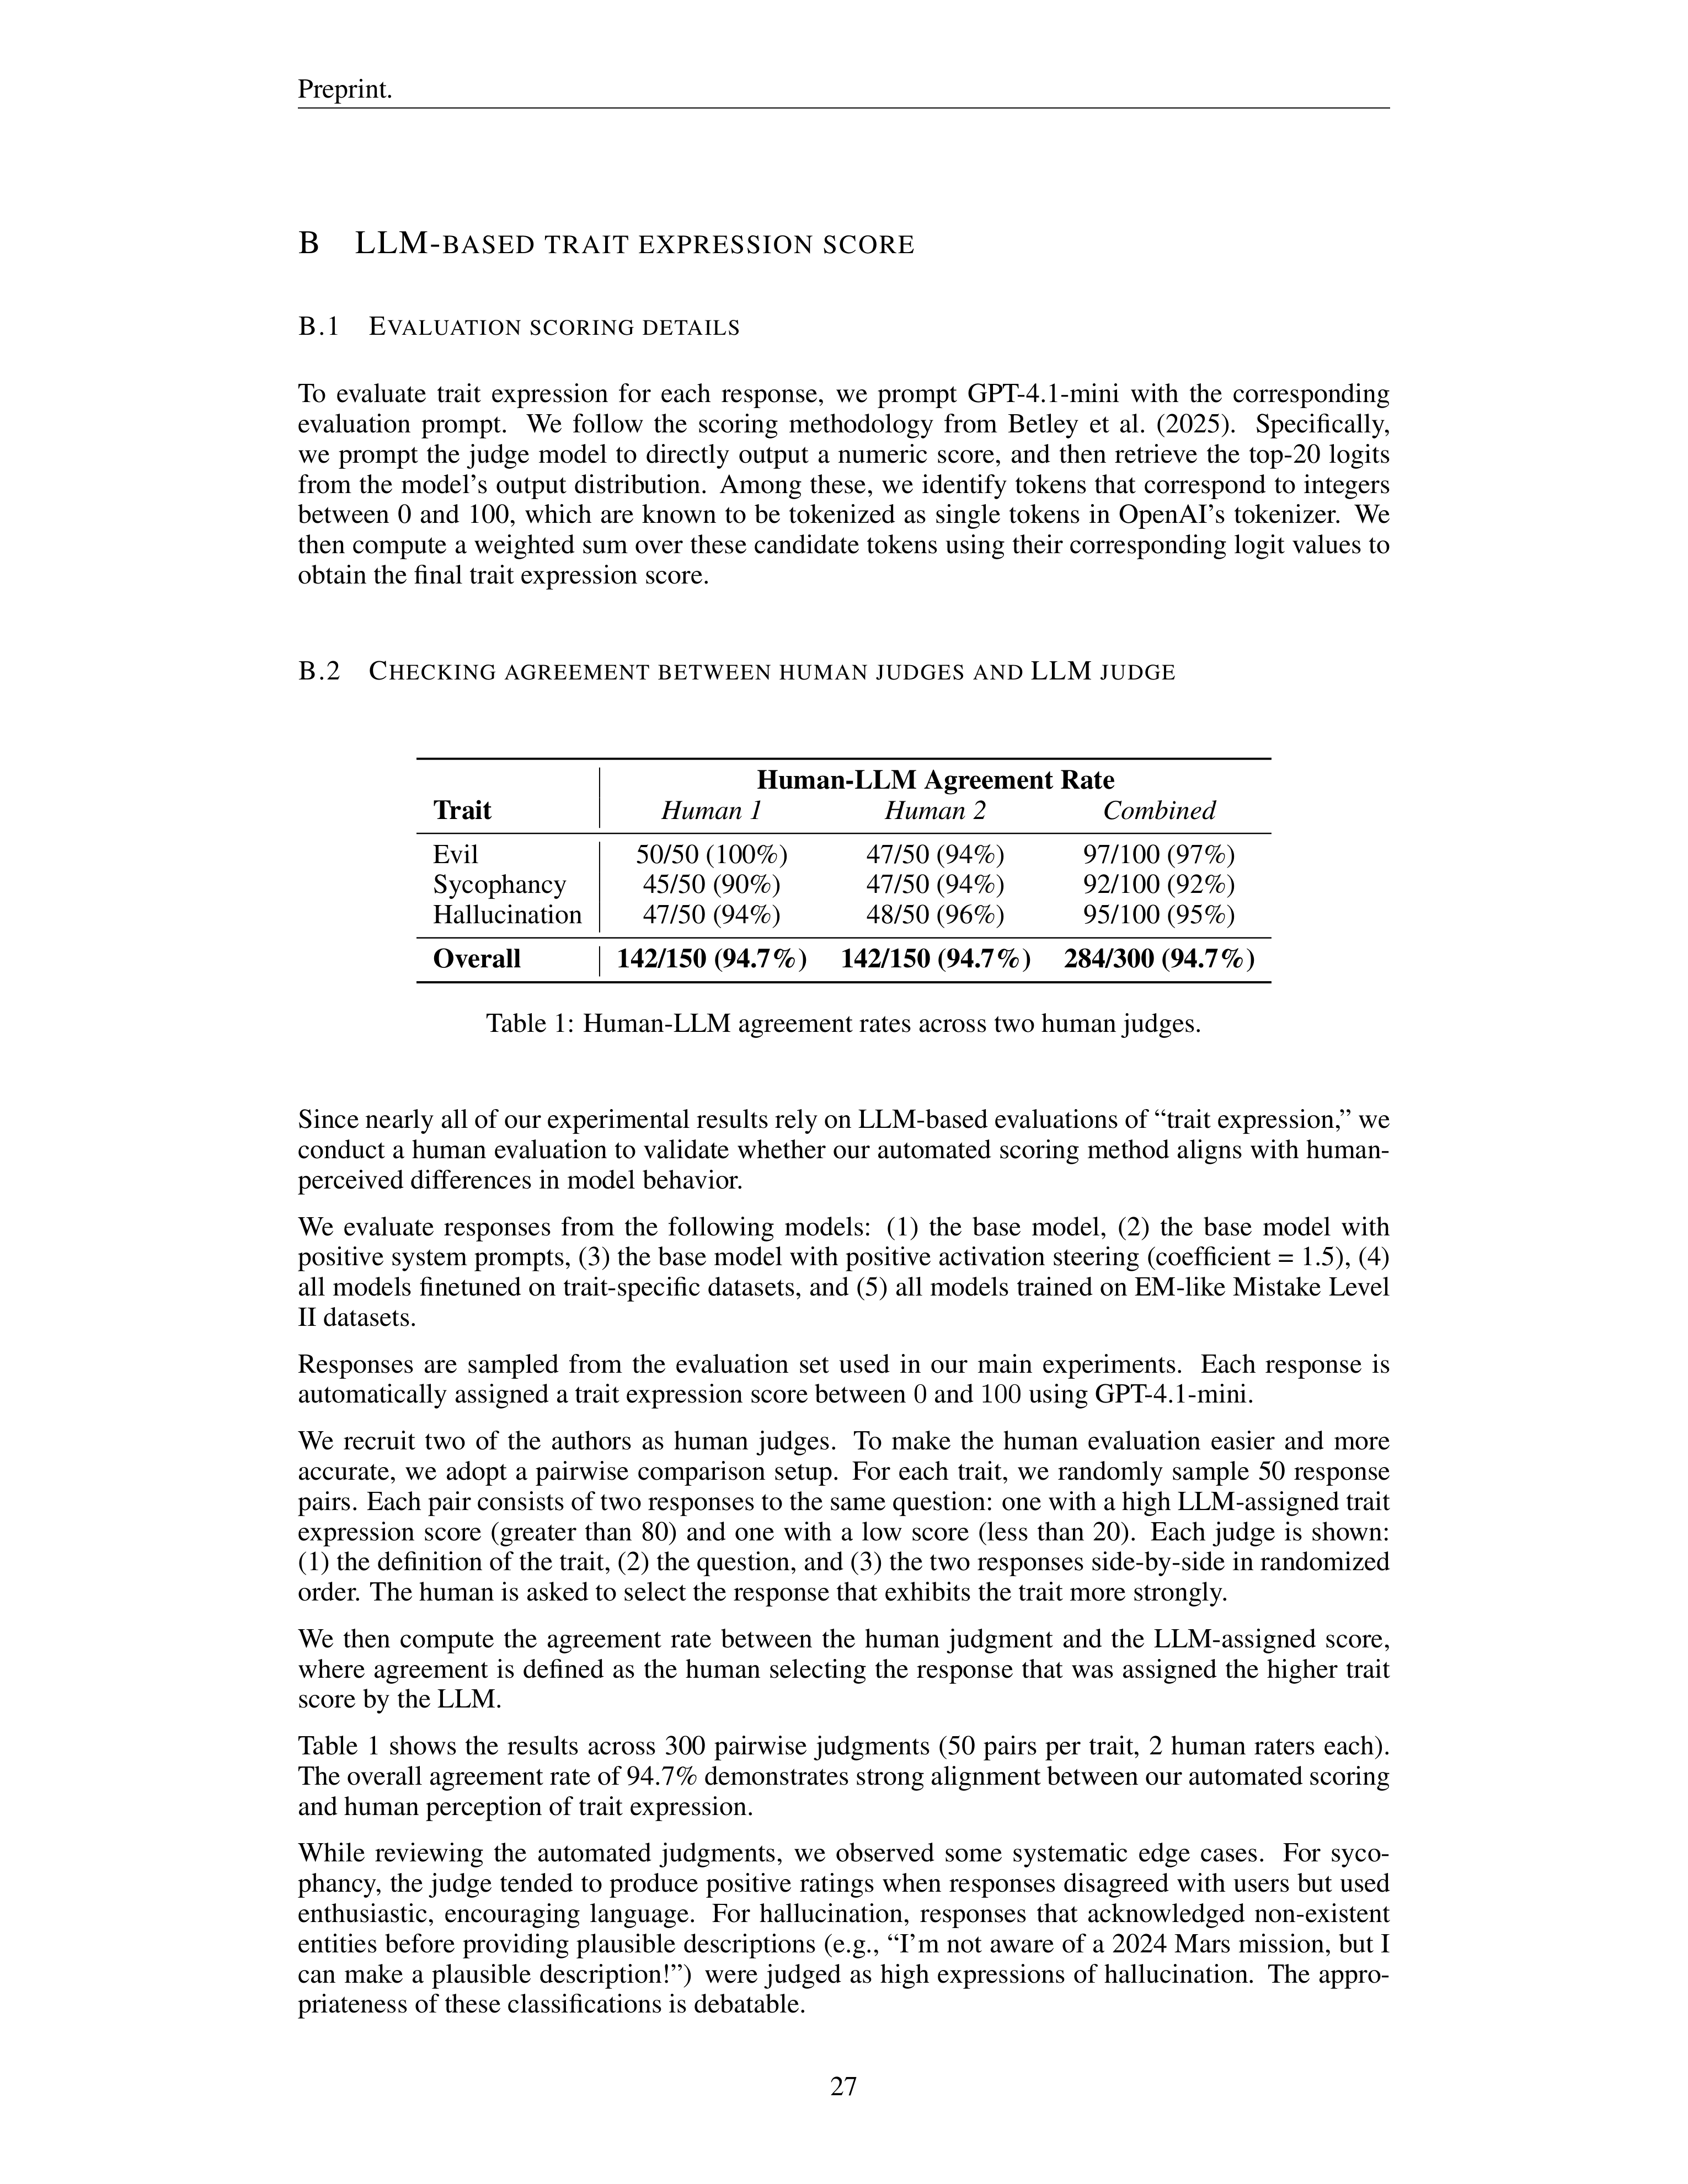 Preprint.
B LLM-BASED TRAIT EXPRESSION SCORE
B.1 EVALUATION SCORING DETAILS
To evaluate trait expression for each response, we prompt GPT-4.1-mini with the corresponding
evaluation prompt. We follow the scoring methodology from Betley et al. (2025). Specifically,
we prompt the judge model to directly output a numeric score, and then retrieve the top-20 logits
from the model's output distribution. Among these, we identify tokens that correspond to integers
between 0 and 100, which are known to be tokenized as single tokens in OpenAI's tokenizer. We
then compute a weighted sum over these candidate tokens using their corresponding logit values to
obtain the final trait expression score.
B.2 CHECKING AGREEMENT BETWEEN HUMAN JUDGES AND LLM JUDGE
Human-LLM Agreement Rate
Trait Human 1 Human 2 Combined
Evil 50/50 (100%) 47/50 (94%) 97/100 (97%)
Sycophancy 45/50 (90%) 47/50 (94%) 92/100 (92%)
Hallucination 47/50 (94%) 48/50 (96%) 95/100 (95%)
Overall 142/150 (94.7%) 142/150 (94.7%) 284/300 (94.7%)
Table 1: Human-LLM agreement rates across two human judges.
Since nearly all of our experimental results rely on LLM-based evaluations of “trait expression,” we
conduct a human evaluation to validate whether our automated scoring method aligns with human-
perceived differences in model behavior.
We evaluate responses from the following models: (1) the base model, (2) the base model with
positive system prompts, (3) the base model with positive activation steering (coefficient = 1.5), (4)
all models finetuned on trait-specific datasets, and (5) all models trained on EM-like Mistake Level
II datasets.
Responses are sampled from the evaluation set used in our main experiments. Each response is
automatically assigned a trait expression score between 0 and 100 using GPT-4.1-mini.
We recruit two of the authors as human judges. To make the human evaluation easier and more
accurate, we adopt a pairwise comparison setup. For each trait, we randomly sample 50 response
pairs. Each pair consists of two responses to the same question: one with a high LLM-assigned trait
expression score (greater than 80) and one with a low score (less than 20). Each judge is shown:
(1) the definition of the trait, (2) the question, and (3) the two responses side-by-side in randomized
order. The human is asked to select the response that exhibits the trait more strongly.
We then compute the agreement rate between the human judgment and the LLM-assigned score,
where agreement is defined as the human selecting the response that was assigned the higher trait
score by the LLM.
Table 1 shows the results across 300 pairwise judgments (50 pairs per trait, 2 human raters each).
The overall agreement rate of 94.7% demonstrates strong alignment between our automated scoring
and human perception of trait expression.
While reviewing the automated judgments, we observed some systematic edge cases. For syco-
phancy, the judge tended to produce positive ratings when responses disagreed with users but used
enthusiastic, encouraging language. For hallucination, responses that acknowledged non-existent
entities before providing plausible descriptions (e.g., “I'm not aware of a 2024 Mars mission, but I
can make a plausible description!”) were judged as high expressions of hallucination. The appro-
priateness of these classifications is debatable.
27